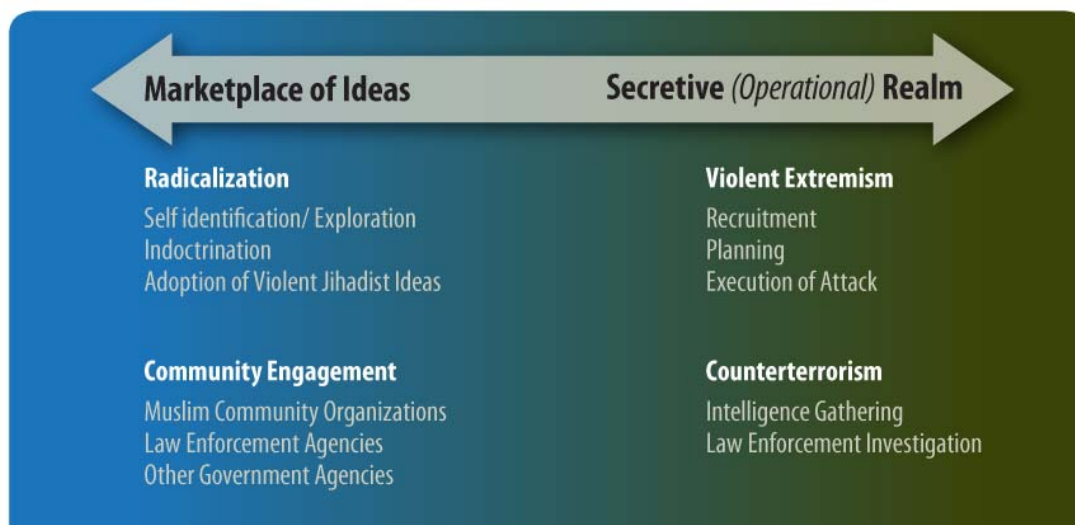 Marketplace of Ideas
Secretive (Operational) Realm
Radicalization
Self identification/ Exploration
Indoctrination
Adoption of Violent Jihadist Ideas
Violent Extremism
Recruitment
Planning
Execution of Attack
Community Engagement
Muslim Community Organizations
Law Enforcement Agencies
Other Government Agencies
Counterterrorism
Intelligence Gathering
Law Enforcement Investigation